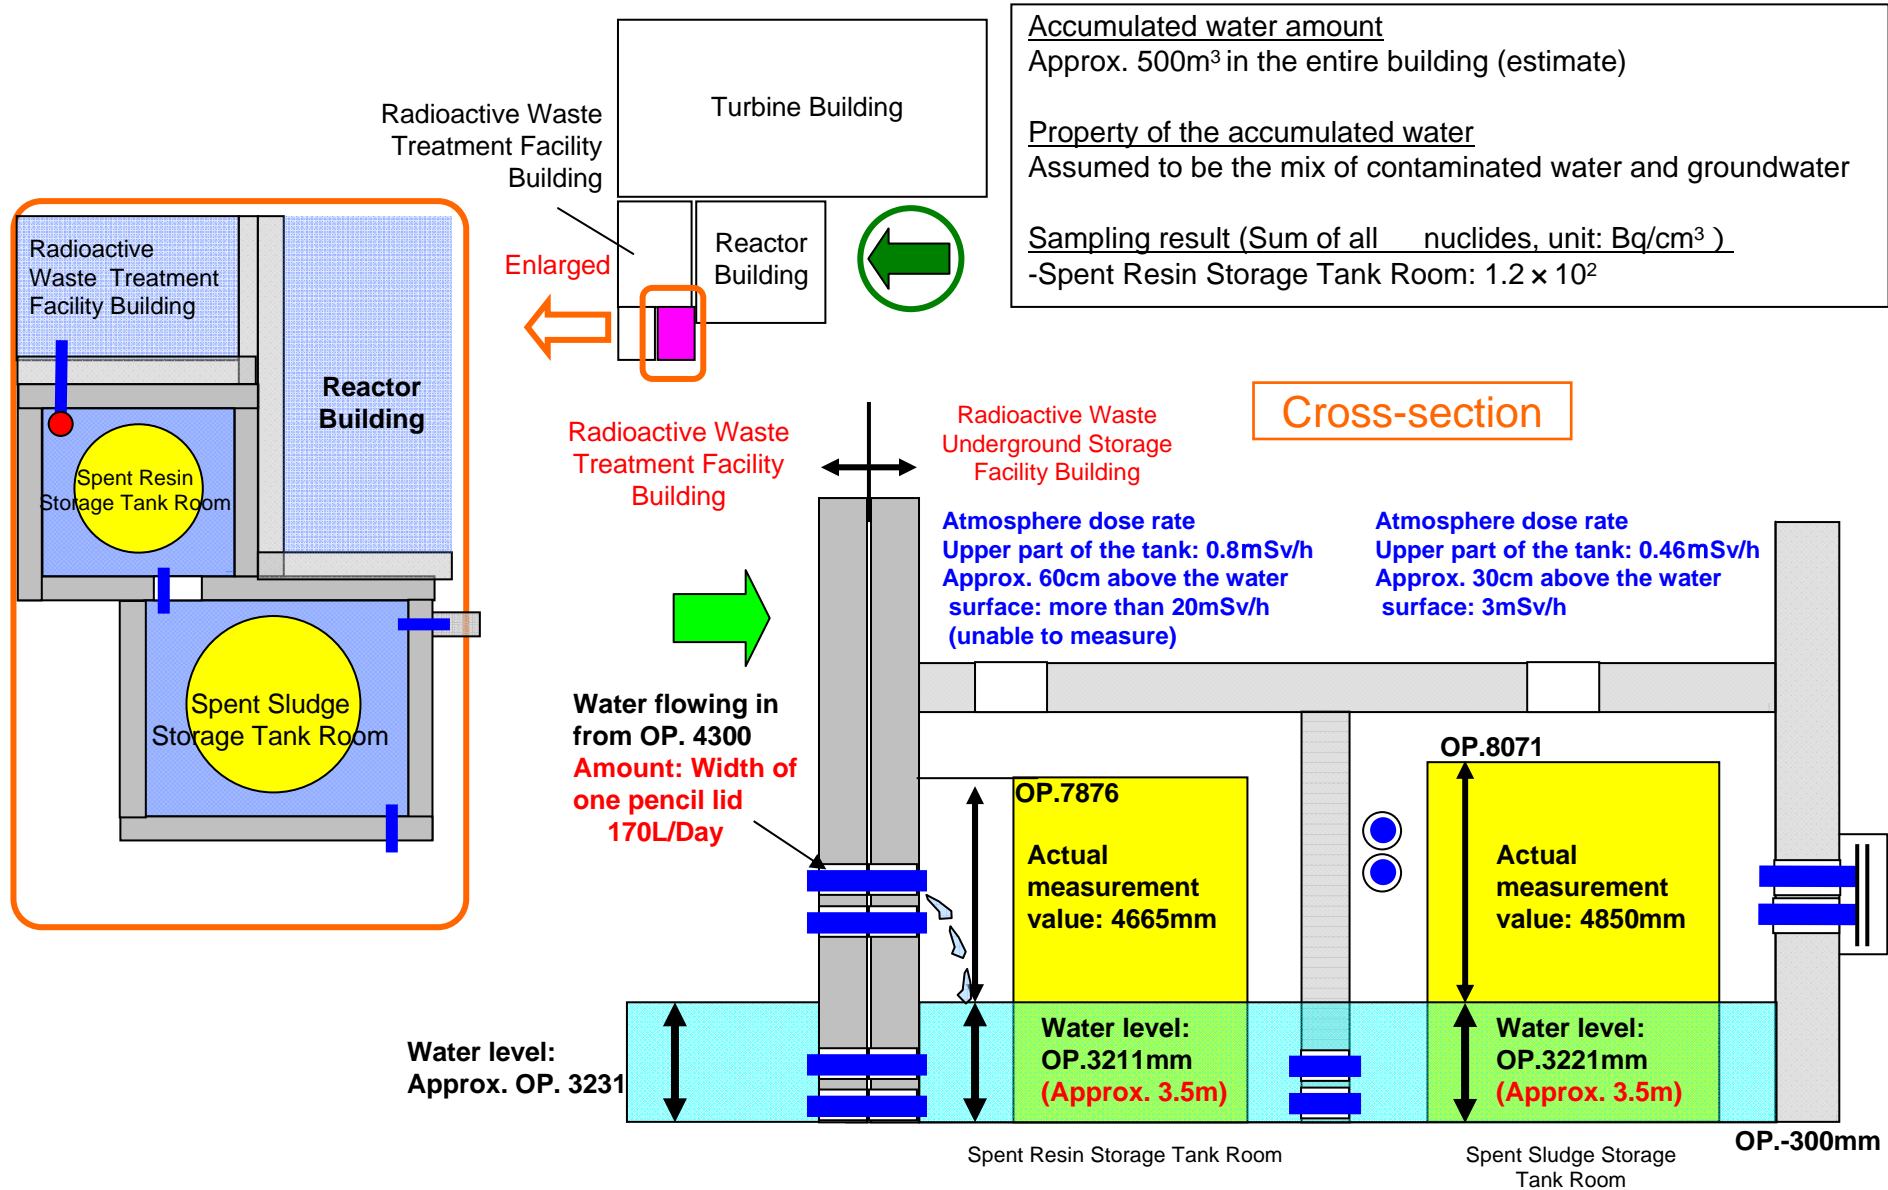 Accumulated water amount
Approx. 500m³ in the entire building (estimate)
Property of the accumulated water
Assumed to be the mix of contaminated water and groundwater
Sampling result (Sum of all nuclides, unit: Bq/cm³ )
-Spent Resin Storage Tank Room: 1.2 × 10²
Turbine Building
Radioactive Waste
Treatment Facility
Building
Reactor
Building
Enlarged
Radioactive
Waste Treatment
Facility Building
Reactor
Building
Spent Resin
Storage Tank Room
Spent Sludge
Storage Tank Room
Cross-section
Radioactive Waste
Treatment Facility
Building
Radioactive Waste
Underground Storage
Facility Building
Atmosphere dose rate
Upper part of the tank: 0.8mSv/h
Approx. 60cm above the water
surface: more than 20mSv/h
(unable to measure)
Atmosphere dose rate
Upper part of the tank: 0.46mSv/h
Approx. 30cm above the water
surface: 3mSv/h
Water flowing in
from OP. 4300
Amount: Width of
one pencil lid
170L/Day
OP.7876
Actual
measurement
value: 4665mm
OP.8071
Actual
measurement
value: 4850mm
Water level:
Approx. OP. 3231
Water level:
OP.3211mm
(Approx. 3.5m)
Water level:
OP.3221mm
(Approx. 3.5m)
OP.-300mm
Spent Resin Storage Tank Room
Spent Sludge Storage
Tank Room